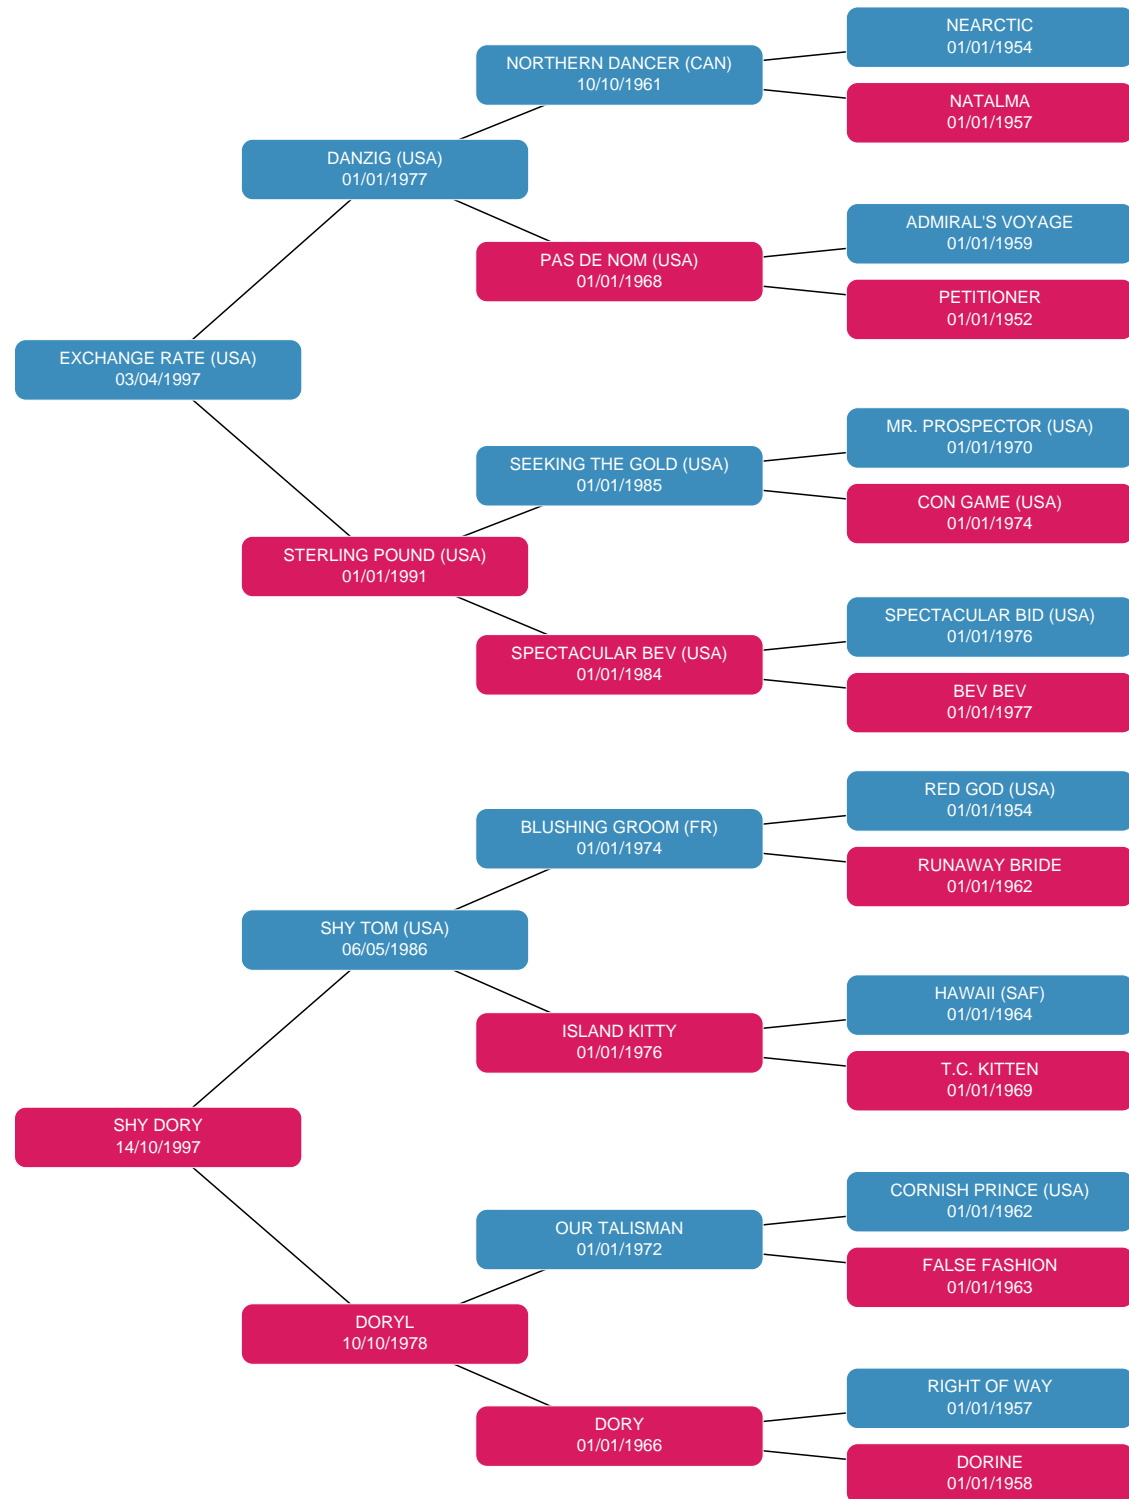 NEARCTIC
01/01/1954
NORTHERN DANCER (CAN)
10/10/1961
NATALMA
01/01/1957
DANZIG (USA)
01/01/1977
ADMIRAL'S VOYAGE
01/01/1959
PAS DE NOM (USA)
01/01/1968
PETITIONER
01/01/1952
EXCHANGE RATE (USA)
03/04/1997
MR. PROSPECTOR (USA)
01/01/1970
SEEKING THE GOLD (USA)
01/01/1985
CON GAME (USA)
01/01/1974
STERLING POUND (USA)
01/01/1991
SPECTACULAR BID (USA)
01/01/1976
SPECTACULAR BEV (USA)
01/01/1984
BEV BEV
01/01/1977
RED GOD (USA)
01/01/1954
BLUSHING GROOM (FR)
01/01/1974
RUNAWAY BRIDE
01/01/1962
SHY TOM (USA)
06/05/1986
HAWAII (SAF)
01/01/1964
ISLAND KITTY
01/01/1976
T.C. KITTEN
01/01/1969
SHY DORY
14/10/1997
CORNISH PRINCE (USA)
01/01/1962
OUR TALISMAN
01/01/1972
FALSE FASHION
01/01/1963
DORYL
10/10/1978
RIGHT OF WAY
01/01/1957
DORY
01/01/1966
DORINE
01/01/1958